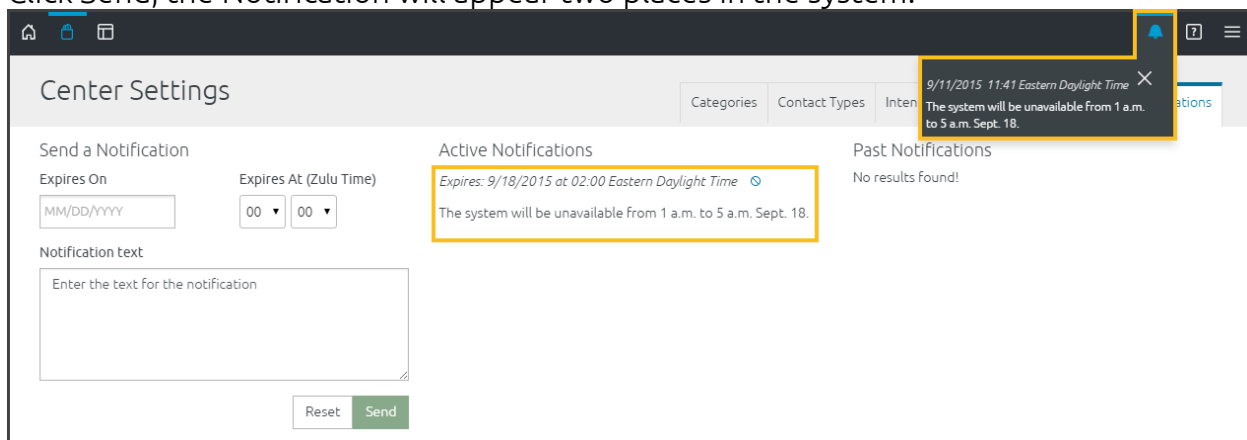 Click Send, the Notification will appear two places in the system.
Center Settings
Categories
Contact Types
Inten
ations
9/11/2015 11:41 Eastern Daylight Time
The system will be unavailable from 1 a.m.
to 5 a.m. Sept. 18.
Send a Notification
Expires On
Expires At (Zulu Time)
MM/DD/YYYY
00
00
Notification text
Enter the text for the notification
Reset
Send
Active Notifications
Expires: 9/18/2015 at 02:00 Eastern Daylight Time
The system will be unavailable from 1 a.m. to 5 a.m. Sept. 18.
Past Notifications
No results found!